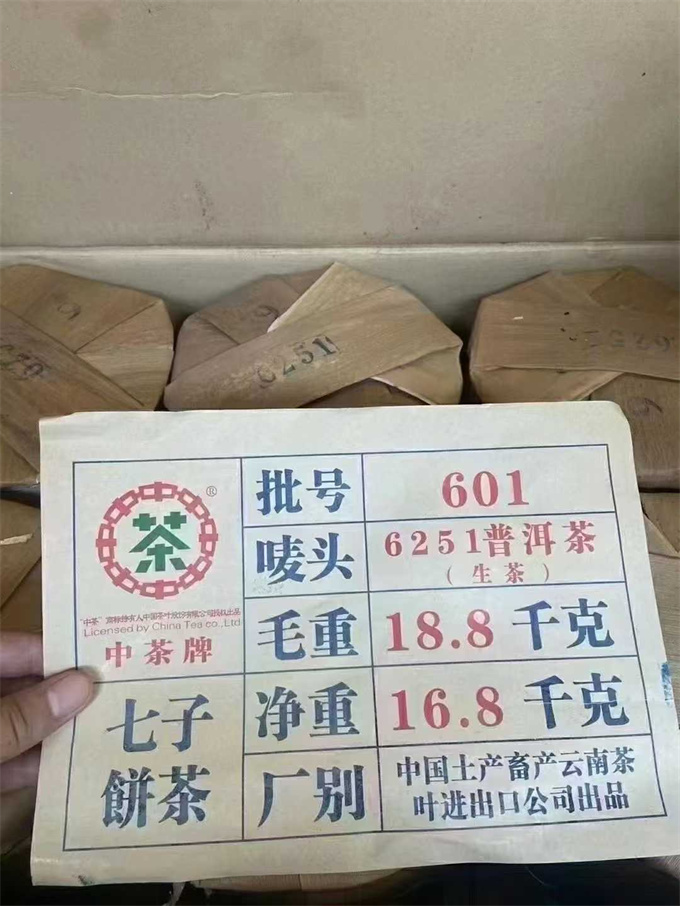 6251
茶
®
"中茶"商标持有人中国茶叶股份有限公司授权出品
Licensed by China Tea co.,Ltd
中茶牌
七子
餅茶
批号
601
唛头
6251普洱茶
(生茶)
毛重
18.8 千克
净重
16.8 千克
厂别
中国土产畜产云南茶
叶进出口公司出品